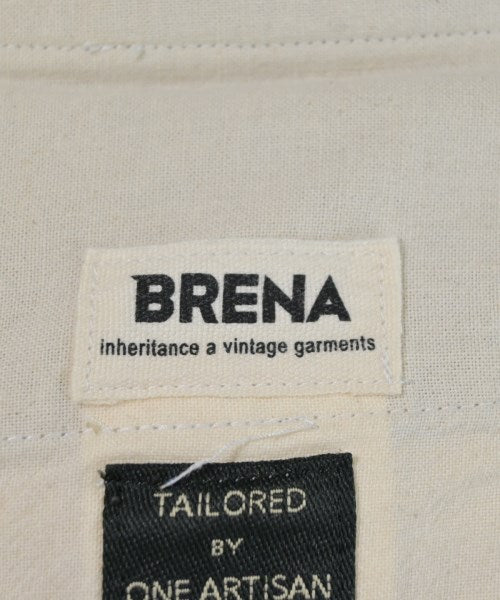 BRENA
inheritance a vintage garments
TAILORED
BY
ONE ARTISAN